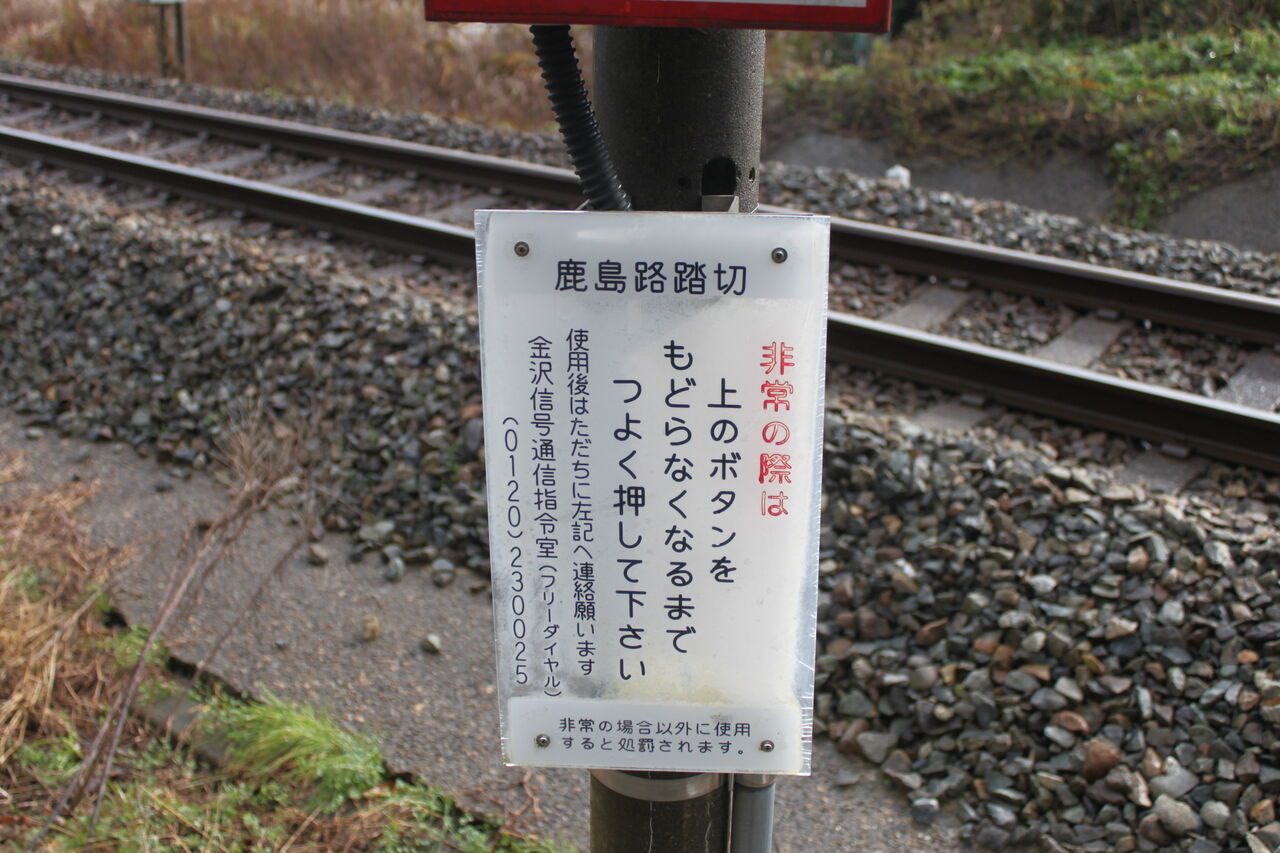 鹿島路踏切
非常の際は
上のボタンを
もどらなくなるまで
つよく押して下さい
使用後はただちに左記へ連絡願います
金沢信号通信指令室(フリーダイヤル)
(0120)230025
非常の場合以外に使用
すると処罰されます。